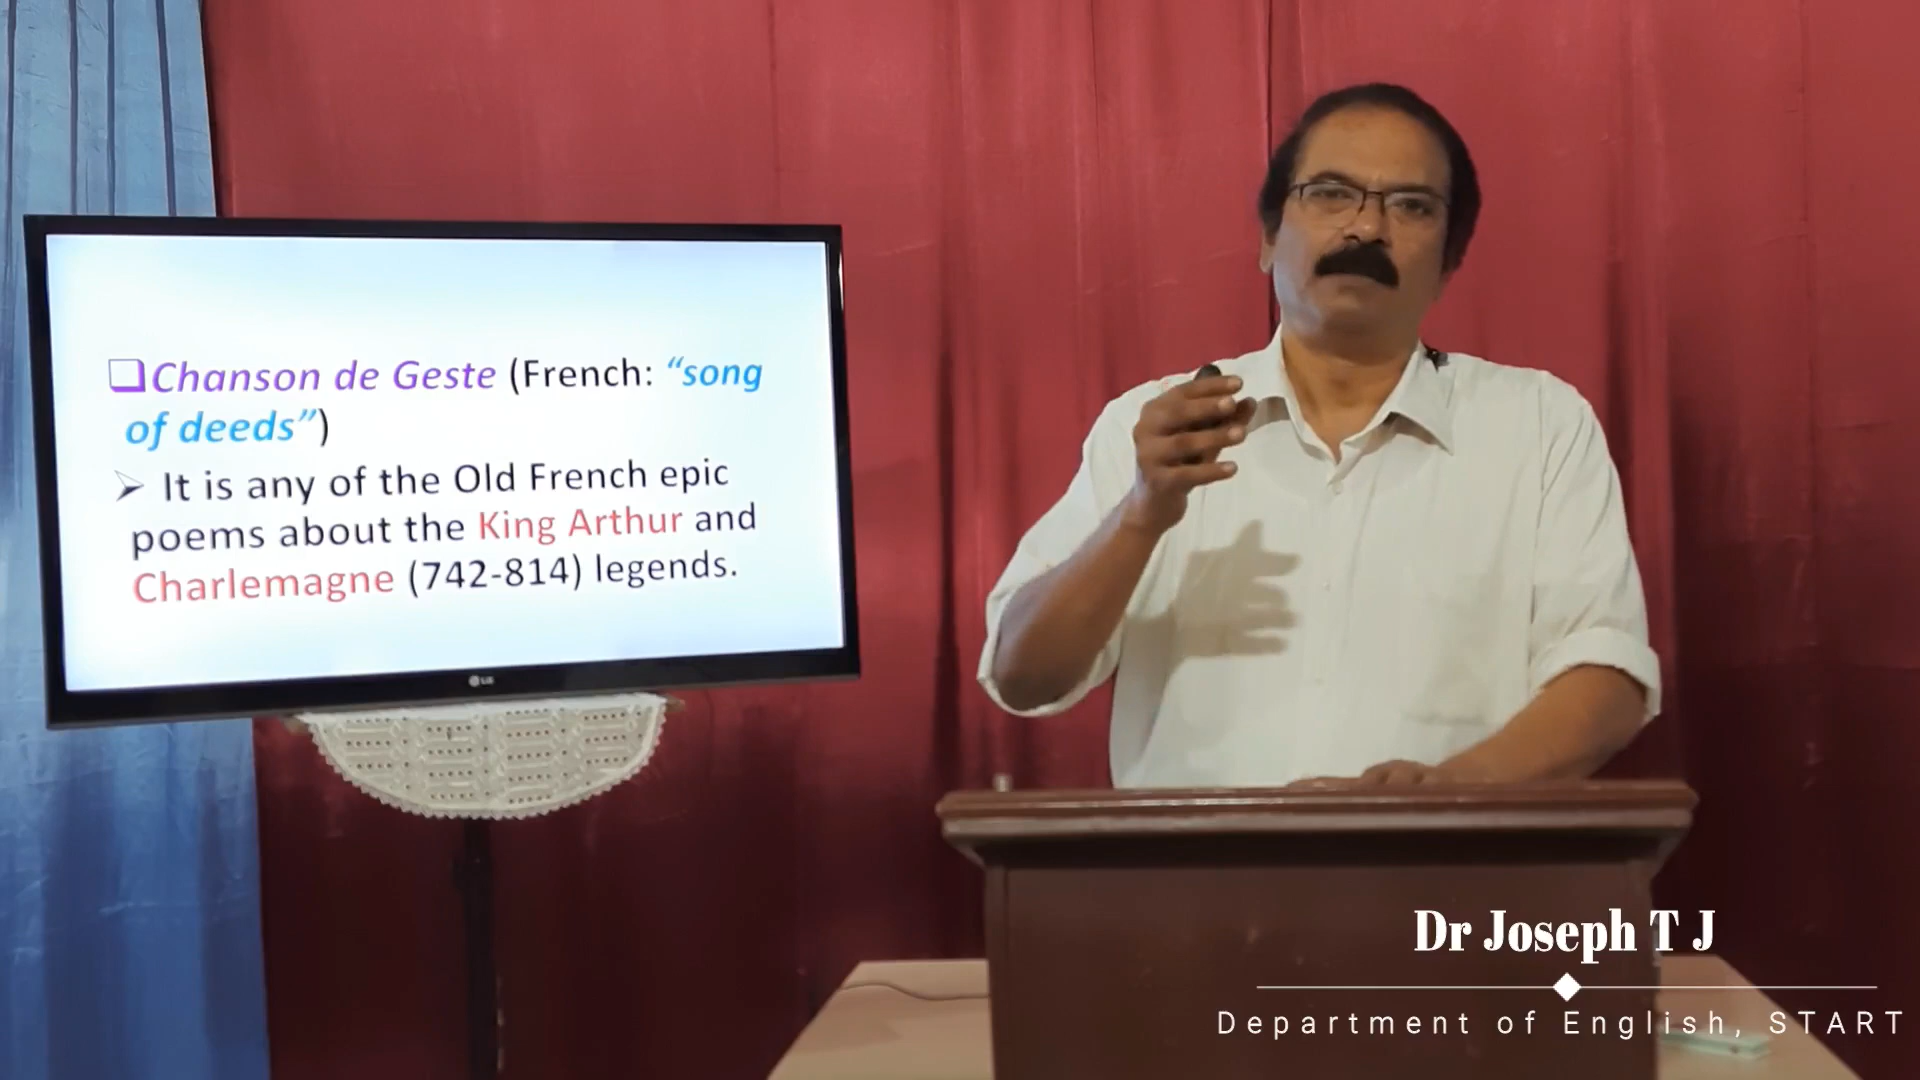 Chanson de Geste (French: “song
of deeds”)
It is any of the Old French epic
poems about the King Arthur and
Charlemagne (742-814) legends.
LG
Dr Joseph T J
Department of English, START